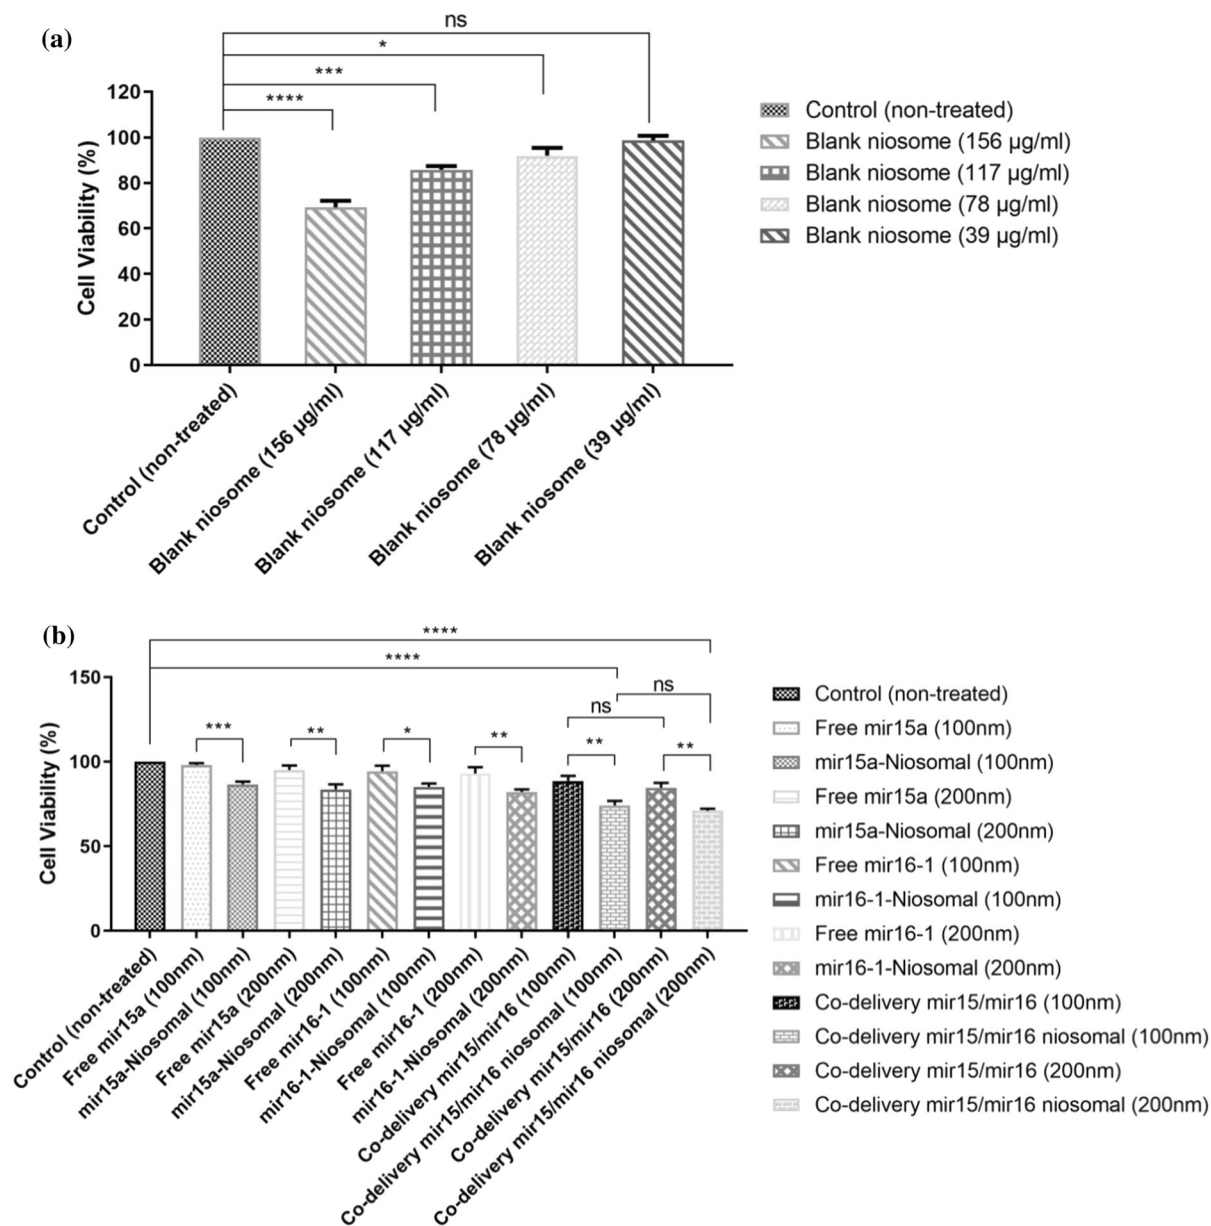 (a)
ns
*
***
****
120
100
80
60
40
20
0
Cell Viability (%)
Control (non-treated)
Blank niosome (156 µg/ml)
Blank niosome (117 µg/ml)
Blank niosome (78 µg/ml)
Blank niosome (39 µg/ml)
Control (non-treated)
Blank niosome (156 µg/ml)
Blank niosome (117 µg/ml)
Blank niosome (78 µg/ml)
Blank niosome (39 µg/ml)
(b)
****
****
ns
ns
***
**
*
**
**
**
150
100
50
0
Cell Viability (%)
Control (non-treated)
Free mir15a (100nm)
mir15a-Niosomal (100nm)
Free mir15a (200nm)
mir15a-Niosomal (200nm)
Free mir16-1 (100nm)
mir16-1-Niosomal (100nm)
Free mir16-1 (200nm)
mir16-1-Niosomal (200nm)
Co-delivery mir15/mir16 (100nm)
Co-delivery mir15/mir16 niosomal (100nm)
Co-delivery mir15/mir16 (200nm)
Co-delivery mir15/mir16 niosomal (200nm)
Control (non-treated)
Free mir15a (100nm)
mir15a-Niosomal (100nm)
Free mir15a (200nm)
mir15a-Niosomal (200nm)
Free mir16-1 (100nm)
mir16-1-Niosomal (100nm)
Free mir16-1 (200nm)
mir16-1-Niosomal (200nm)
Co-delivery mir15/mir16 (100nm)
Co-delivery mir15/mir16 niosomal (100nm)
Co-delivery mir15/mir16 (200nm)
Co-delivery mir15/mir16 niosomal (200nm)